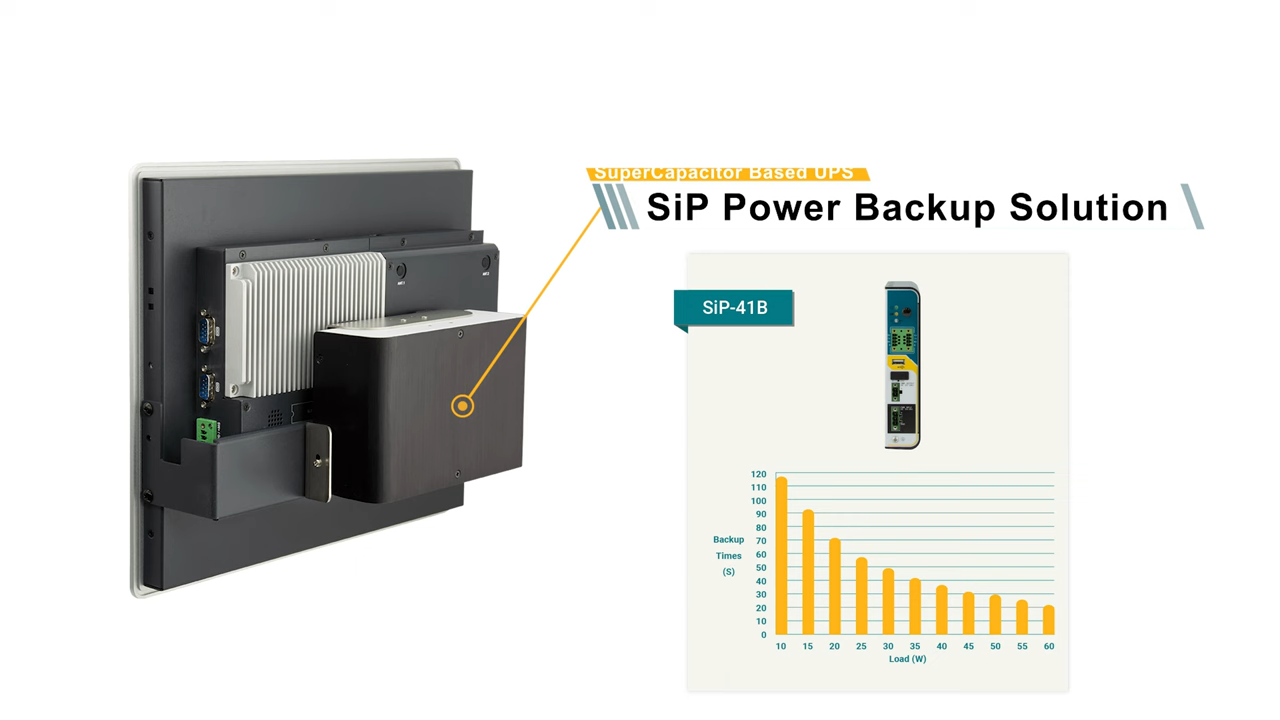 SuperCapacitor Based UPS
SiP Power Backup Solution
SiP-41B
120
110
100
90
80
70
60
50
40
30
20
10
0
Backup
Times
(S)
10 15 20 25 30 35 40 45 50 55 60
Load (W)